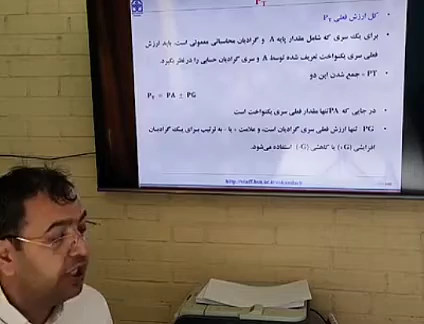 P_T
• کل ارزش فعلی P_T
• برای یک سری که شامل مقدار پایه A و گرادیان محاسباتی معمولی است، باید ارزش
فعلی سری یکنواخت تعریف شده توسط A و سری گرادیان حسابی را در نظر بگیرد.
• PT، جمع شدن این دو
P_T = PA ± PG
• در جایی که PA تنها مقدار فعلی سری یکنواخت است
• PG تنها ارزش فعلی سری گرادیان است، و علامت + یا - به ترتیب برای یک گرادیان
افزایشی (G+) یا کاهشی (G-) استفاده می‌شود.